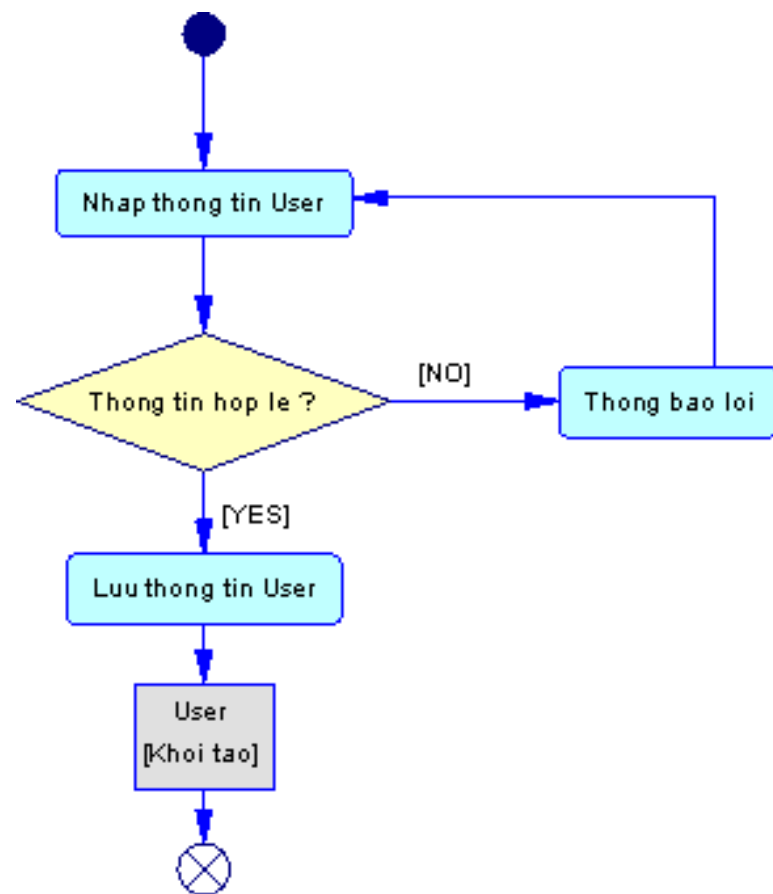 Nhap thong tin User
Thong tin hop le ?
[NO]
Thong bao loi
[YES]
Luu thong tin User
User
[Khoi tao]